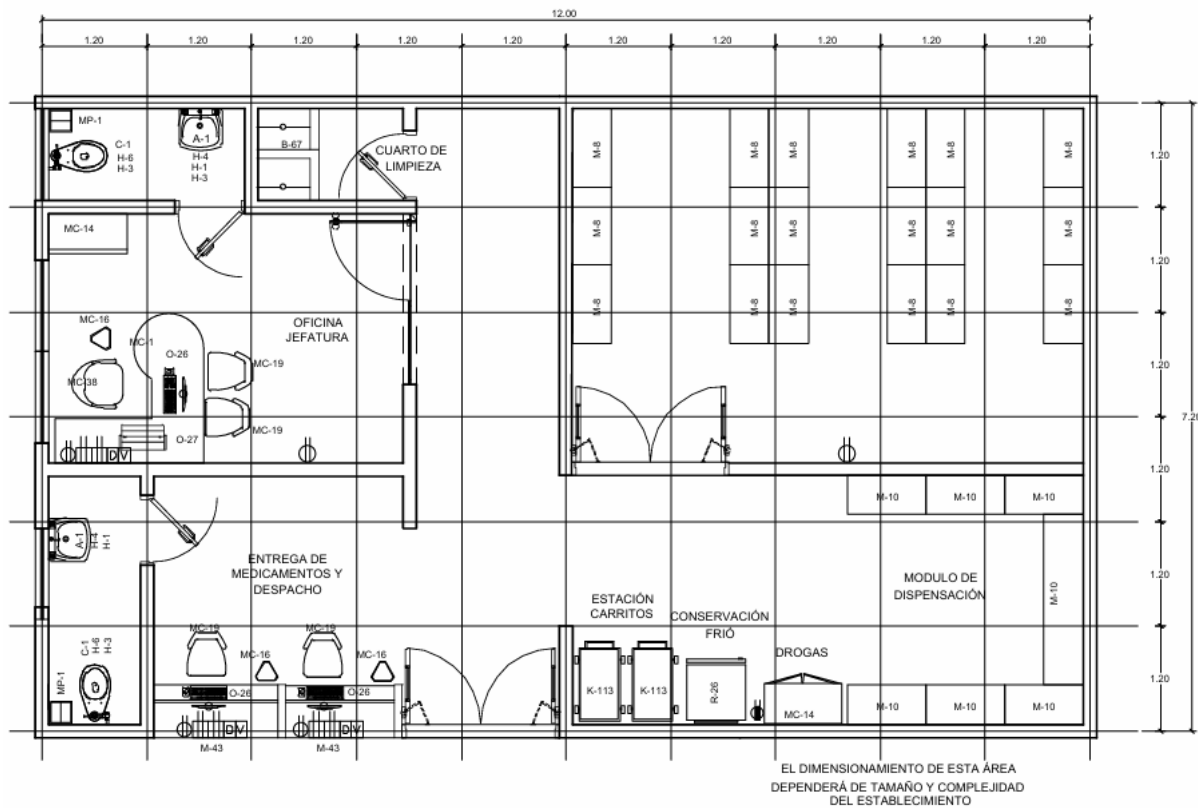 12.00
1.20 1.20 1.20 1.20 1.20 1.20 1.20 1.20 1.20 1.20
MP-1
C-1
H-6
H-3
A-1
H-4
H-1
H-3
B-67
CUARTO DE
LIMPIEZA
M-8 M-8 M-8 M-8 M-8 M-8
M-8 M-8 M-8 M-8 M-8 M-8
M-8 M-8 M-8 M-8 M-8 M-8
1.20
1.20
1.20
1.20
1.20
1.20
7.20
MC-14
OFICINA
JEFATURA
MC-16
MC-1
O-26
MC-38
MC-19
MC-19
O-27
D V
A-1
H-4
H-1
ENTREGA DE
MEDICAMENTOS Y
DESPACHO
C-1
H-6
H-3
MP-1
MC-19 MC-19
MC-16 MC-16
O-26 O-26
D V D V
M-43 M-43
M-10 M-10 M-10
M-10
MODULO DE
DISPENSACIÓN
ESTACIÓN
CARRITOS
CONSERVACIÓN
FRIÓ
DROGAS
K-113 K-113
R-26
MC-14
M-10 M-10 M-10
EL DIMENSIONAMIENTO DE ESTA ÁREA
DEPENDERÁ DE TAMAÑO Y COMPLEJIDAD
DEL ESTABLECIMIENTO